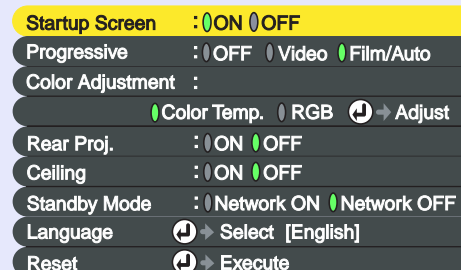 Startup Screen : ON OFF
Progressive : OFF Video Film/Auto
Color Adjustment :
Color Temp. RGB Adjust
Rear Proj. : ON OFF
Ceiling : ON OFF
Standby Mode : Network ON Network OFF
Language Select [English]
Reset Execute